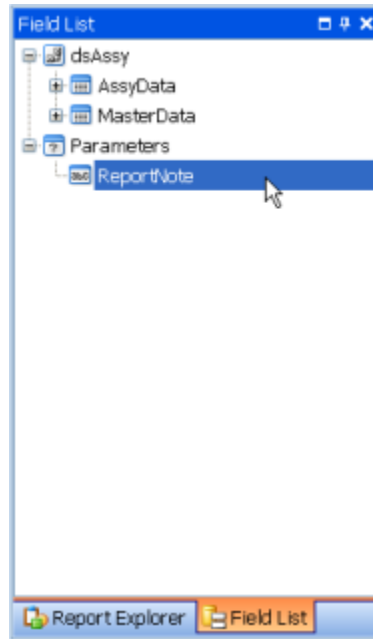 Field List
dsAssy
AssyData
MasterData
Parameters
ReportNote
Report Explorer Field List